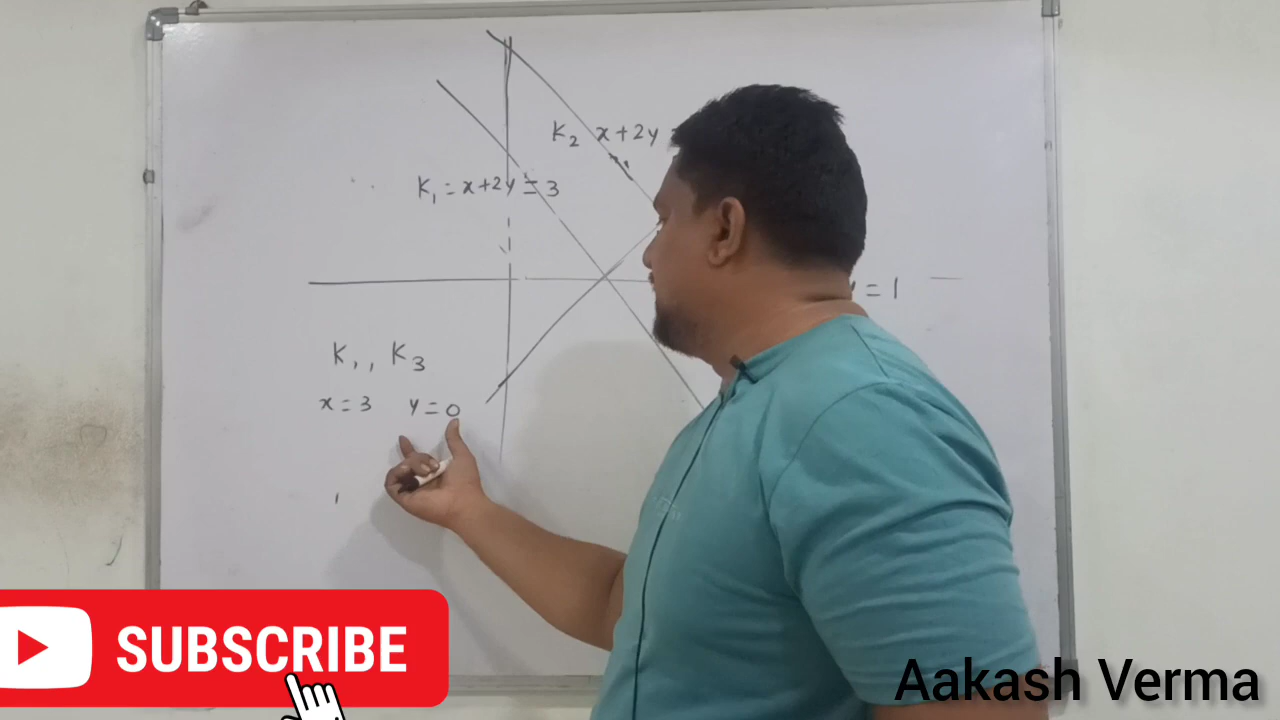 K₂ x+2y
K₁ = x+2y = 3
= 1
K₁, K₃
x = 3 y = 0
SUBSCRIBE
Aakash Verma